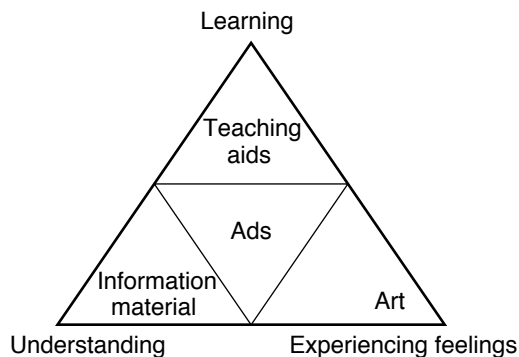 Learning
Teaching
aids
Ads
Information
material
Art
Understanding
Experiencing feelings